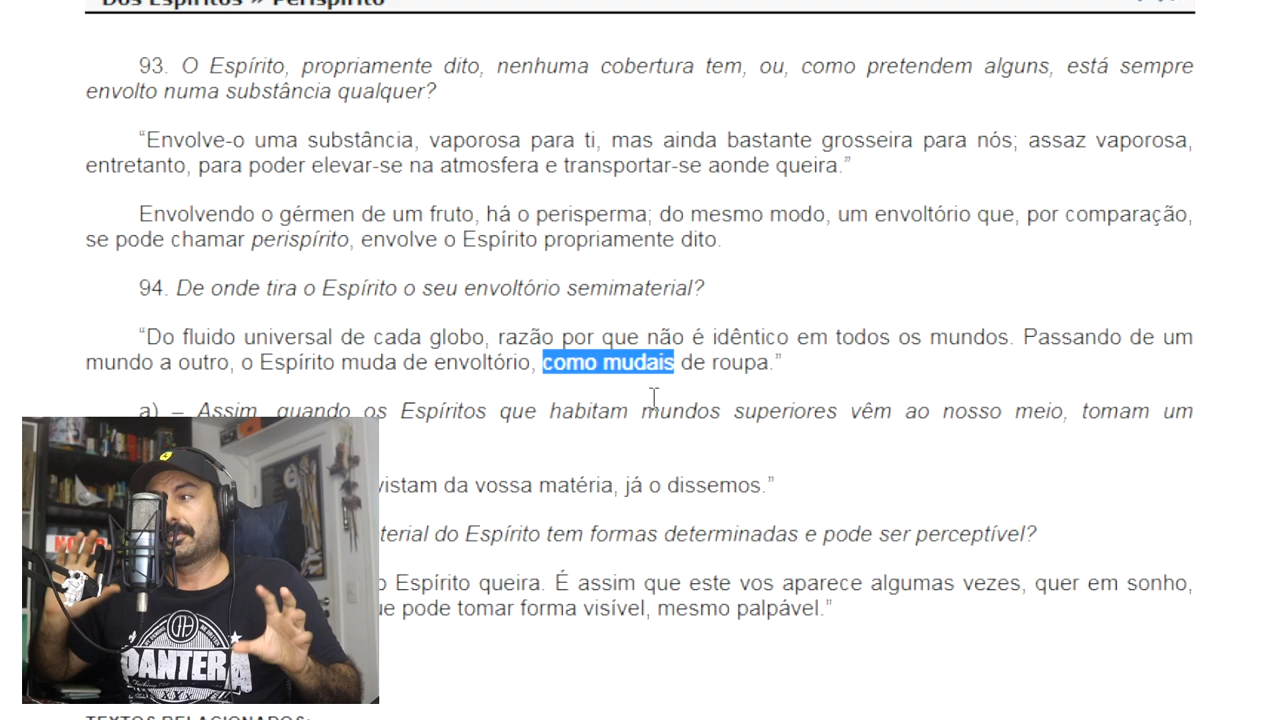 Dos Espíritos » Perispírito
93. O Espírito, propriamente dito, nenhuma cobertura tem, ou, como pretendem alguns, está sempre
envolto numa substância qualquer?
“Envolve-o uma substância, vaporosa para ti, mas ainda bastante grosseira para nós; assaz vaporosa,
entretanto, para poder elevar-se na atmosfera e transportar-se aonde queira.”
Envolvendo o gérmen de um fruto, há o perisperma; do mesmo modo, um envoltório que, por comparação,
se pode chamar perispírito, envolve o Espírito propriamente dito.
94. De onde tira o Espírito o seu envoltório semimaterial?
“Do fluido universal de cada globo, razão por que não é idêntico em todos os mundos. Passando de um
mundo a outro, o Espírito muda de envoltório, como mudais de roupa.”
a) – Assim, quando os Espíritos que habitam mundos superiores vêm ao nosso meio, tomam um
vistam da vossa matéria, já o dissemos.”
terial do Espírito tem formas determinadas e pode ser perceptível?
o Espírito queira. É assim que este vos aparece algumas vezes, quer em sonho,
ue pode tomar forma visível, mesmo palpável.”
PANTERA
TEXTOS RELACIONADOS: